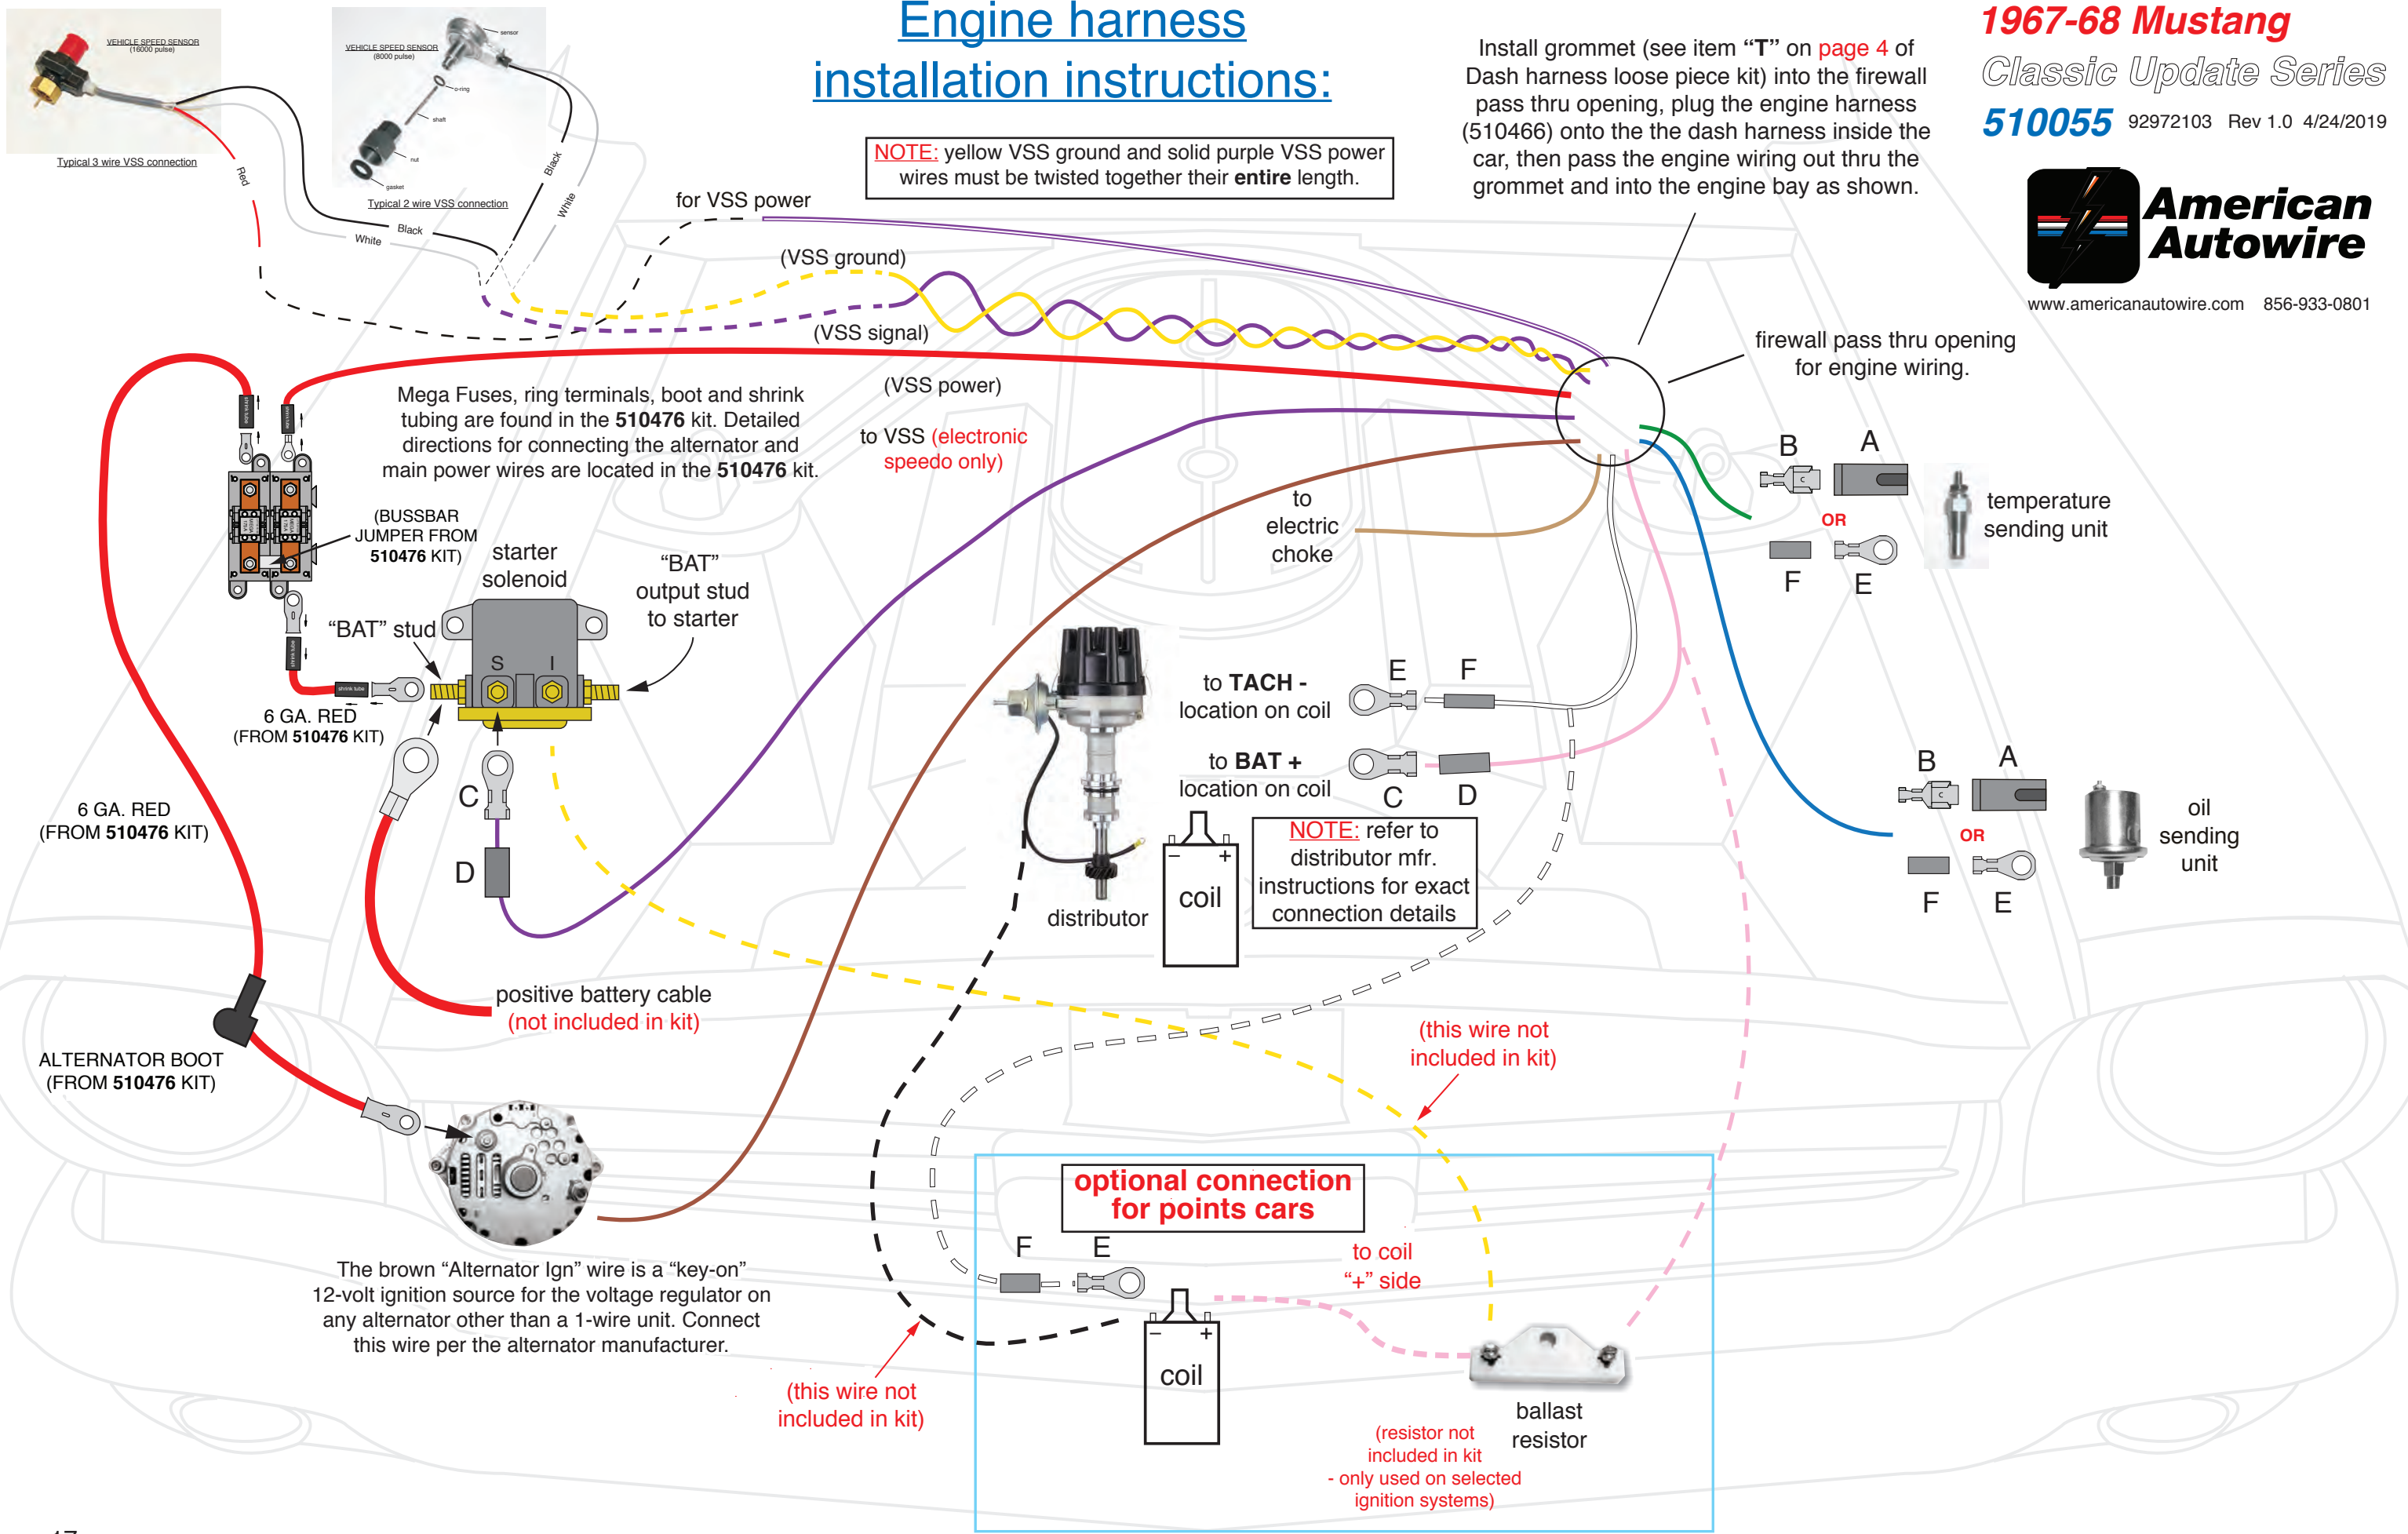 Engine harness
installation instructions:
1967-68 Mustang
Classic Update Series
510055 92972103 Rev 1.0 4/24/2019
American
Autowire
www.americanautowire.com 856-933-0801
VEHICLE SPEED SENSOR
(16000 pulse)
Typical 3 wire VSS connection
VEHICLE SPEED SENSOR
(8000 pulse)
sensor
o-ring
shaft
nut
gasket
Typical 2 wire VSS connection
Red
Black
White
Black
White
NOTE: yellow VSS ground and solid purple VSS power
wires must be twisted together their entire length.
Install grommet (see item “T” on page 4 of
Dash harness loose piece kit) into the firewall
pass thru opening, plug the engine harness
(510466) onto the the dash harness inside the
car, then pass the engine wiring out thru the
grommet and into the engine bay as shown.
for VSS power
(VSS ground)
(VSS signal)
(VSS power)
to VSS (electronic
speedo only)
firewall pass thru opening
for engine wiring.
Mega Fuses, ring terminals, boot and shrink
tubing are found in the 510476 kit. Detailed
directions for connecting the alternator and
main power wires are located in the 510476 kit.
(BUSSBAR
JUMPER FROM
510476 KIT)
starter
solenoid
“BAT”
output stud
to starter
“BAT” stud
S I
shrink tube
6 GA. RED
(FROM 510476 KIT)
C
D
6 GA. RED
(FROM 510476 KIT)
positive battery cable
(not included in kit)
ALTERNATOR BOOT
(FROM 510476 KIT)
The brown “Alternator Ign” wire is a “key-on”
12-volt ignition source for the voltage regulator on
any alternator other than a 1-wire unit. Connect
this wire per the alternator manufacturer.
to
electric
choke
B A
C
OR
F E
temperature
sending unit
to TACH -
location on coil
E F
to BAT +
location on coil
C D
NOTE: refer to
distributor mfr.
instructions for exact
connection details
distributor
− +
coil
B A
C
OR
F E
oil
sending
unit
(this wire not
included in kit)
optional connection
for points cars
F E
to coil
“+” side
− +
coil
(this wire not
included in kit)
ballast
resistor
(resistor not
included in kit
- only used on selected
ignition systems)
17